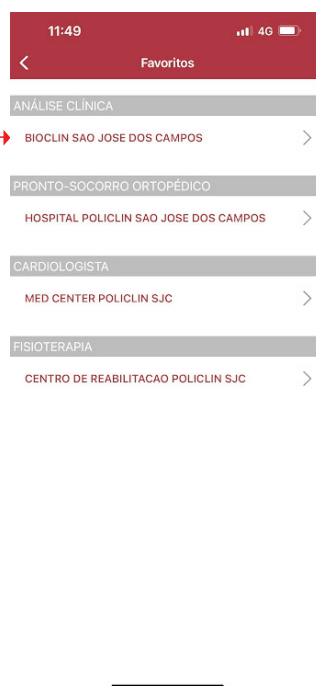 11:49
4G
Favoritos
ANÁLISE CLÍNICA
BIOCLIN SAO JOSE DOS CAMPOS
PRONTO-SOCORRO ORTOPÉDICO
HOSPITAL POLICLIN SAO JOSE DOS CAMPOS
CARDIOLOGISTA
MED CENTER POLICLIN SJC
FISIOTERAPIA
CENTRO DE REABILITACAO POLICLIN SJC